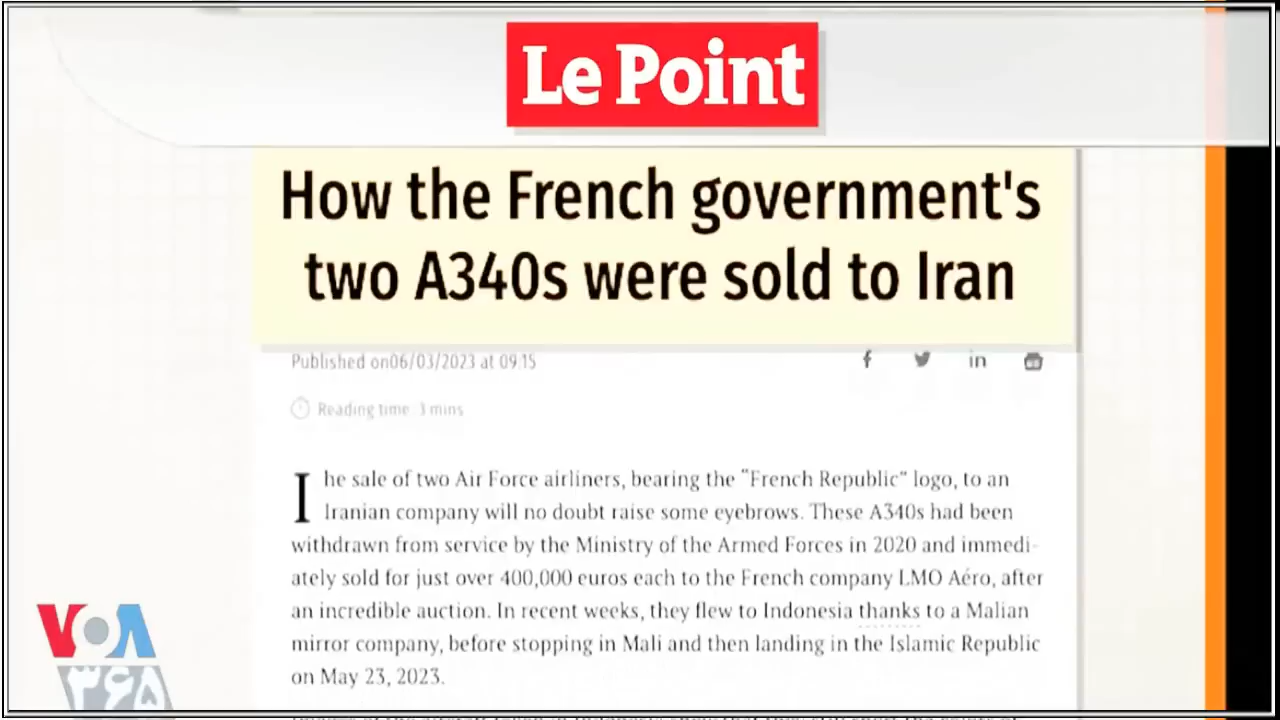 Le Point
How the French government's
two A340s were sold to Iran
Published on06/03/2023 at 09:15
Reading time: 3 mins
I he sale of two Air Force airliners, bearing the "French Republic" logo, to an
Iranian company will no doubt raise some eyebrows. These A340s had been
withdrawn from service by the Ministry of the Armed Forces in 2020 and immedi-
ately sold for just over 400,000 euros each to the French company LMO Aéro, after
an incredible auction. In recent weeks, they flew to Indonesia thanks to a Malian
mirror company, before stopping in Mali and then landing in the Islamic Republic
on May 23, 2023.
VOA
۳۶۵